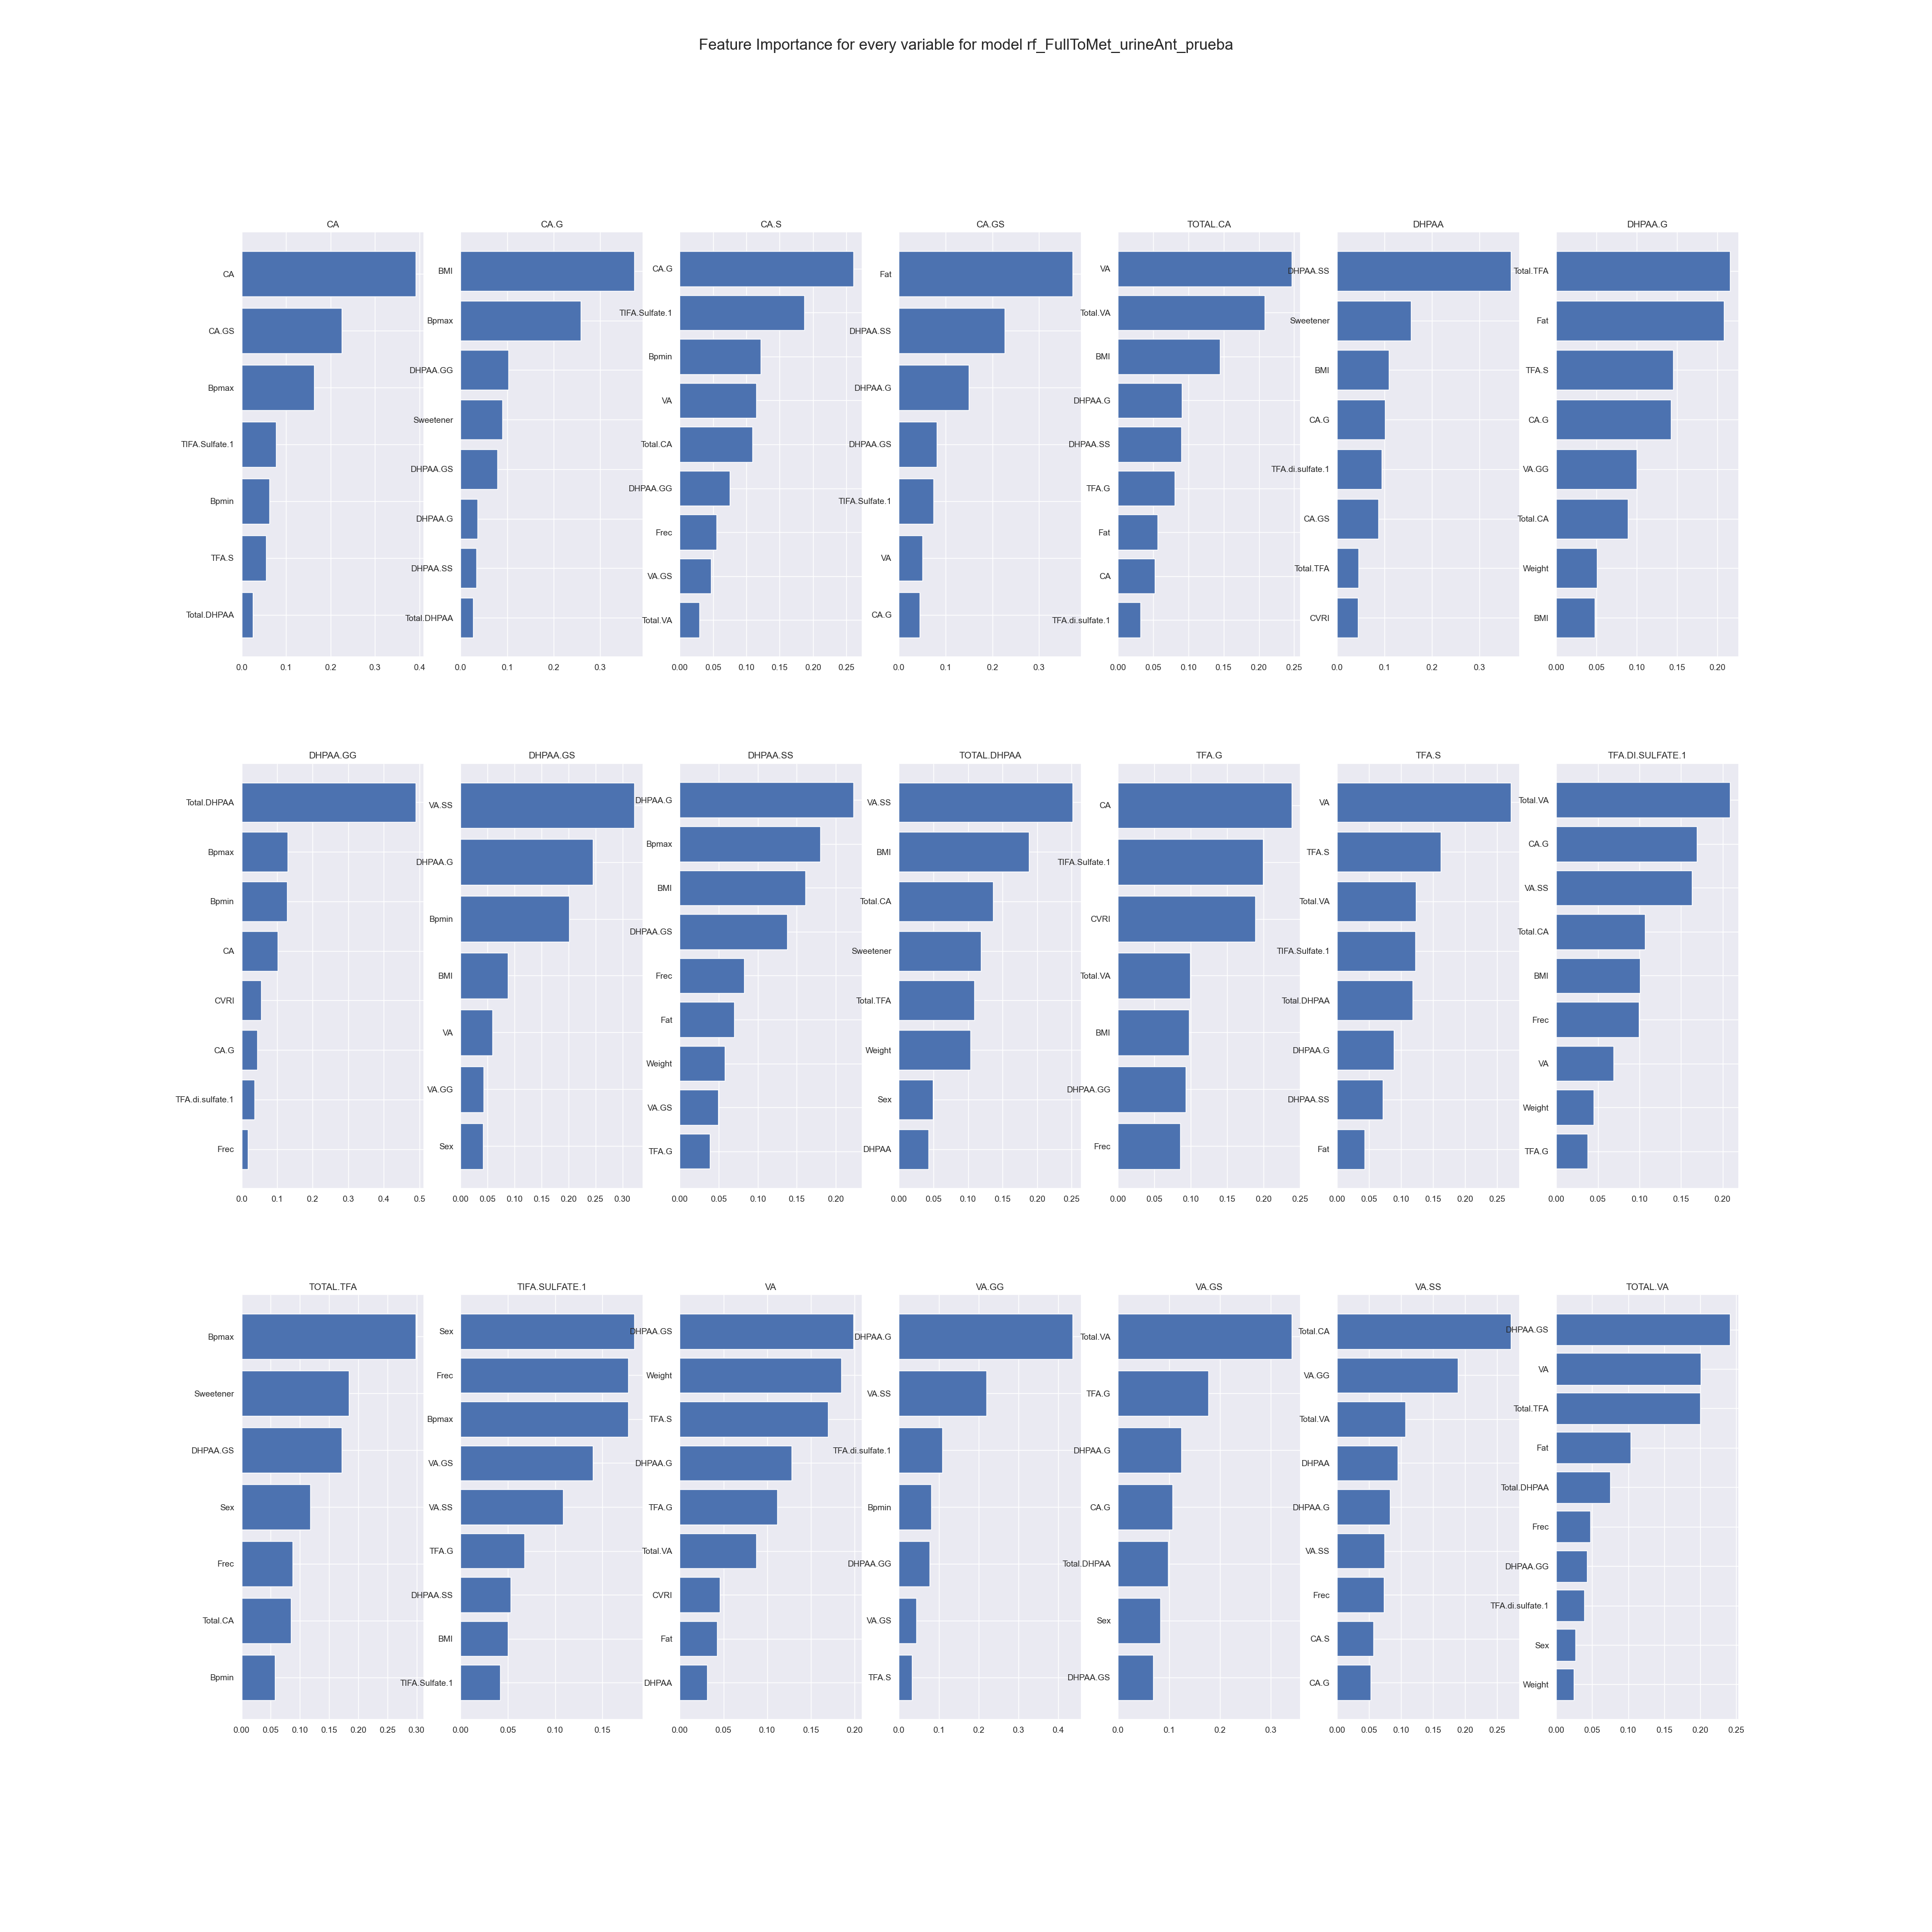 Feature Importance for every variable for model rf_FullToMet_urineAnt_prueba
CA
CA
CA.GS
Bpmax
TIFA.Sulfate.1
Bpmin
TFA.S
Total.DHPAA
0.0 0.1 0.2 0.3 0.4
CA.G
BMI
Bpmax
DHPAA.GG
Sweetener
DHPAA.GS
DHPAA.G
DHPAA.SS
Total.DHPAA
0.0 0.1 0.2 0.3
CA.S
CA.G
TIFA.Sulfate.1
Bpmin
VA
Total.CA
DHPAA.GG
Frec
VA.GS
Total.VA
0.00 0.05 0.10 0.15 0.20 0.25
CA.GS
Fat
DHPAA.SS
DHPAA.G
DHPAA.GS
TIFA.Sulfate.1
VA
CA.G
0.0 0.1 0.2 0.3
TOTAL.CA
VA
Total.VA
BMI
DHPAA.G
DHPAA.SS
TFA.G
Fat
CA
TFA.di.sulfate.1
0.00 0.05 0.10 0.15 0.20 0.25
DHPAA
DHPAA.SS
Sweetener
BMI
CA.G
TFA.di.sulfate.1
CA.GS
Total.TFA
CVRI
0.0 0.1 0.2 0.3
DHPAA.G
Total.TFA
Fat
TFA.S
CA.G
VA.GG
Total.CA
Weight
BMI
0.00 0.05 0.10 0.15 0.20
DHPAA.GG
Total.DHPAA
Bpmax
Bpmin
CA
CVRI
CA.G
TFA.di.sulfate.1
Frec
0.0 0.1 0.2 0.3 0.4 0.5
DHPAA.GS
VA.SS
DHPAA.G
Bpmin
BMI
VA
VA.GG
Sex
0.00 0.05 0.10 0.15 0.20 0.25 0.30
DHPAA.SS
DHPAA.G
Bpmax
BMI
DHPAA.GS
Frec
Fat
Weight
VA.GS
TFA.G
0.00 0.05 0.10 0.15 0.20
TOTAL.DHPAA
VA.SS
BMI
Total.CA
Sweetener
Total.TFA
Weight
Sex
DHPAA
0.00 0.05 0.10 0.15 0.20 0.25
TFA.G
CA
TIFA.Sulfate.1
CVRI
Total.VA
BMI
DHPAA.GG
Frec
0.00 0.05 0.10 0.15 0.20 0.25
TFA.S
VA
TFA.S
Total.VA
TIFA.Sulfate.1
Total.DHPAA
DHPAA.G
DHPAA.SS
Fat
0.00 0.05 0.10 0.15 0.20 0.25
TFA.DI.SULFATE.1
Total.VA
CA.G
VA.SS
Total.CA
BMI
Frec
VA
Weight
TFA.G
0.00 0.05 0.10 0.15 0.20
TOTAL.TFA
Bpmax
Sweetener
DHPAA.GS
Sex
Frec
Total.CA
Bpmin
0.00 0.05 0.10 0.15 0.20 0.25 0.30
TIFA.SULFATE.1
Sex
Frec
Bpmax
VA.GS
VA.SS
TFA.G
DHPAA.SS
BMI
TIFA.Sulfate.1
0.00 0.05 0.10 0.15
VA
DHPAA.GS
Weight
TFA.S
DHPAA.G
TFA.G
Total.VA
CVRI
Fat
DHPAA
0.00 0.05 0.10 0.15 0.20
VA.GG
DHPAA.G
VA.SS
TFA.di.sulfate.1
Bpmin
DHPAA.GG
VA.GS
TFA.S
0.0 0.1 0.2 0.3 0.4
VA.GS
Total.VA
TFA.G
DHPAA.G
CA.G
Total.DHPAA
Sex
DHPAA.GS
0.0 0.1 0.2 0.3
VA.SS
Total.CA
VA.GG
Total.VA
DHPAA
DHPAA.G
VA.SS
Frec
CA.S
CA.G
0.00 0.05 0.10 0.15 0.20 0.25
TOTAL.VA
DHPAA.GS
VA
Total.TFA
Fat
Total.DHPAA
Frec
DHPAA.GG
TFA.di.sulfate.1
Sex
Weight
0.00 0.05 0.10 0.15 0.20 0.25